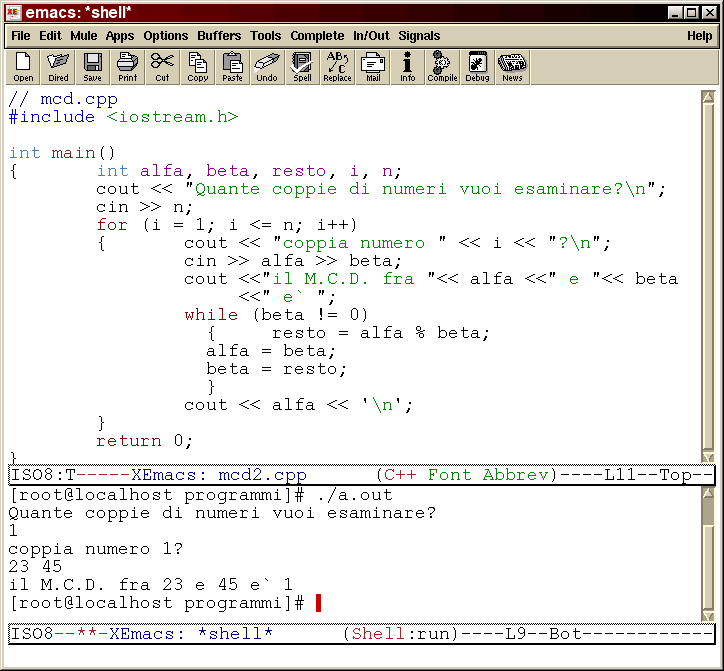 emacs: *shell*
File Edit Mule Apps Options Buffers Tools Complete In/Out Signals Help
Open Dired Save Print Cut Copy Paste Undo Spell Replace Mail Info Compile Debug News
// mcd.cpp
#include <iostream.h>
int main()
{ int alfa, beta, resto, i, n;
cout << "Quante coppie di numeri vuoi esaminare?\n";
cin >> n;
for (i = 1; i <= n; i++)
{ cout << "coppia numero " << i << "?\n";
cin >> alfa >> beta;
cout <<"il M.C.D. fra "<< alfa <<" e "<< beta
<<" e` ";
while (beta != 0)
{ resto = alfa % beta;
alfa = beta;
beta = resto;
}
cout << alfa << '\n';
}
return 0;
}
ISO8:T-----XEmacs: mcd2.cpp (C++ Font Abbrev)----L11--Top--
[root@localhost programmi]# ./a.out
Quante coppie di numeri vuoi esaminare?
1
coppia numero 1?
23 45
il M.C.D. fra 23 e 45 e` 1
[root@localhost programmi]#
ISO8--**-XEmacs: *shell* (Shell:run)----L9--Bot------------